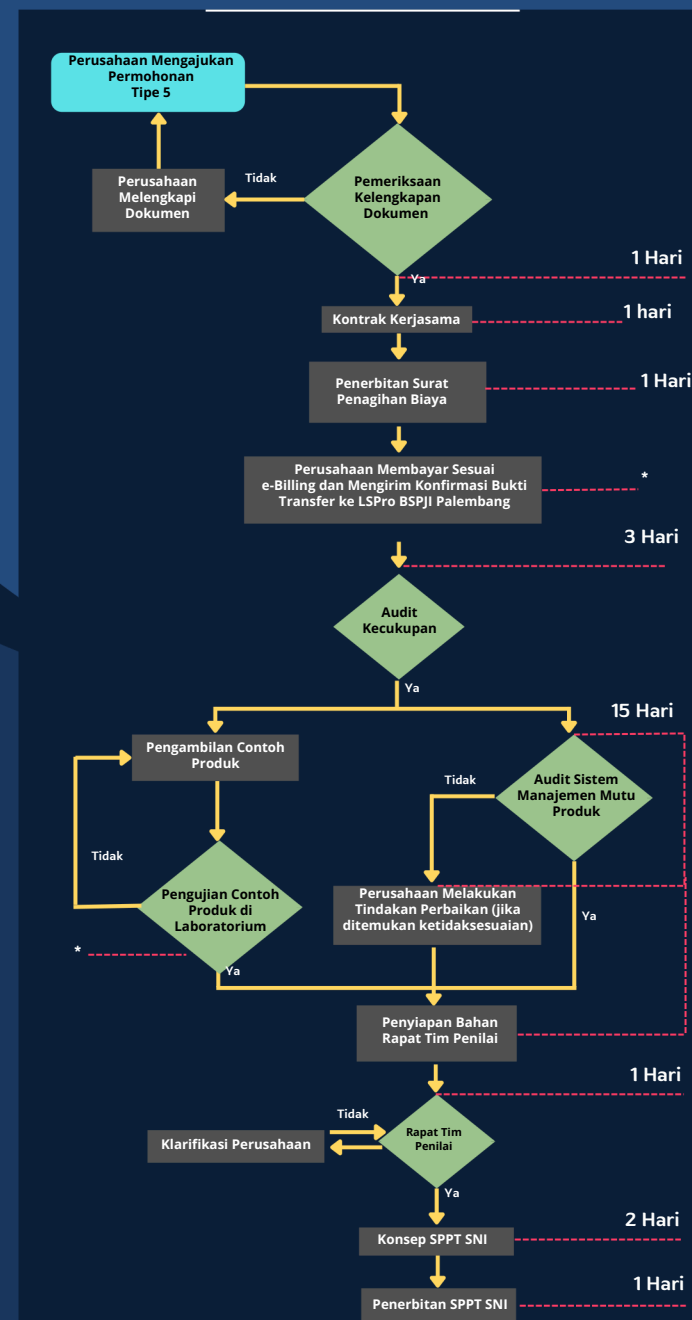 Perusahaan Mengajukan
Permohonan
Tipe 5
Tidak
Perusahaan
Melengkapi
Dokumen
Pemeriksaan
Kelengkapan
Dokumen
1 Hari
Ya
Kontrak Kerjasama
1 hari
Penerbitan Surat
Penagihan Biaya
1 Hari
Perusahaan Membayar Sesuai
e-Billing dan Mengirim Konfirmasi Bukti
Transfer ke LSPro BSPJI Palembang
*
3 Hari
Audit
Kecukupan
Ya
15 Hari
Pengambilan Contoh
Produk
Tidak
Audit Sistem
Manajemen Mutu
Produk
Tidak
Pengujian Contoh
Produk di
Laboratorium
Perusahaan Melakukan
Tindakan Perbaikan (jika
ditemukan ketidaksesuaian)
Ya
*
Ya
Penyiapan Bahan
Rapat Tim Penilai
1 Hari
Tidak
Klarifikasi Perusahaan
Rapat Tim
Penilai
Ya
2 Hari
Konsep SPPT SNI
1 Hari
Penerbitan SPPT SNI